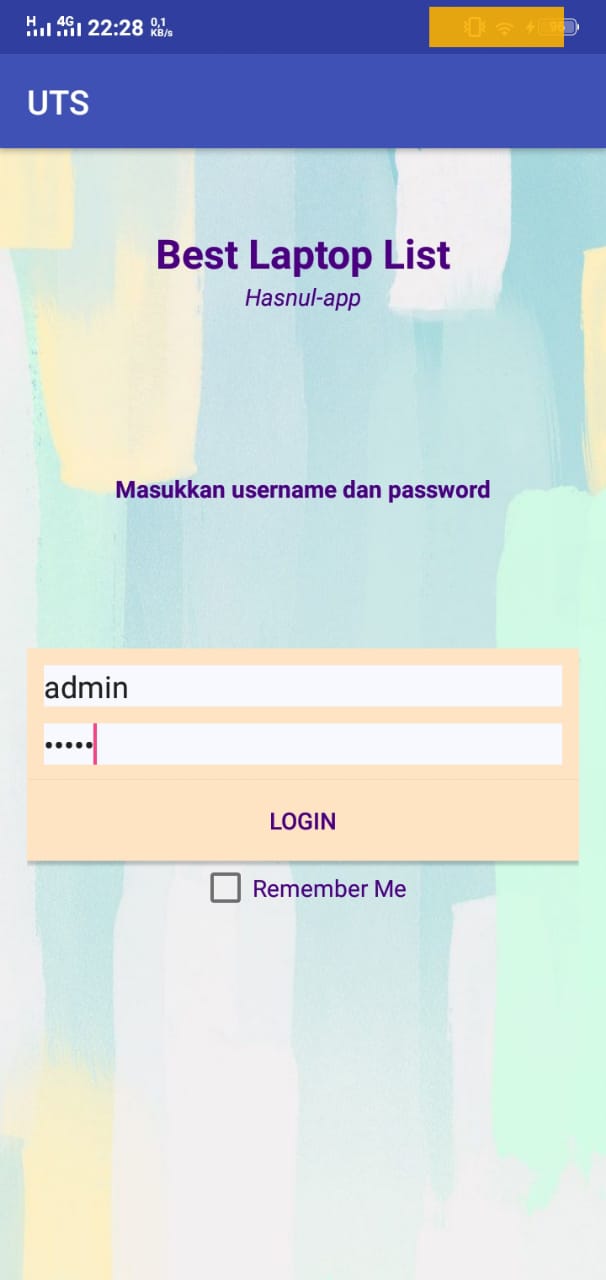 H 4G 22:28 0,1 KB/s
UTS
Best Laptop List
Hasnul-app
Masukkan username dan password
admin
•••••
LOGIN
Remember Me